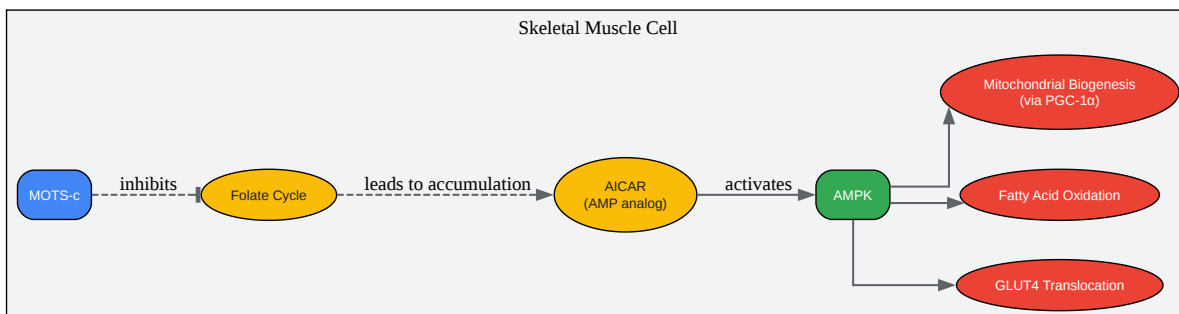 Skeletal Muscle Cell
Mitochondrial Biogenesis
(via PGC-1α)
MOTS-c
inhibits
Folate Cycle
leads to accumulation
AICAR
(AMP analog)
activates
AMPK
Fatty Acid Oxidation
GLUT4 Translocation